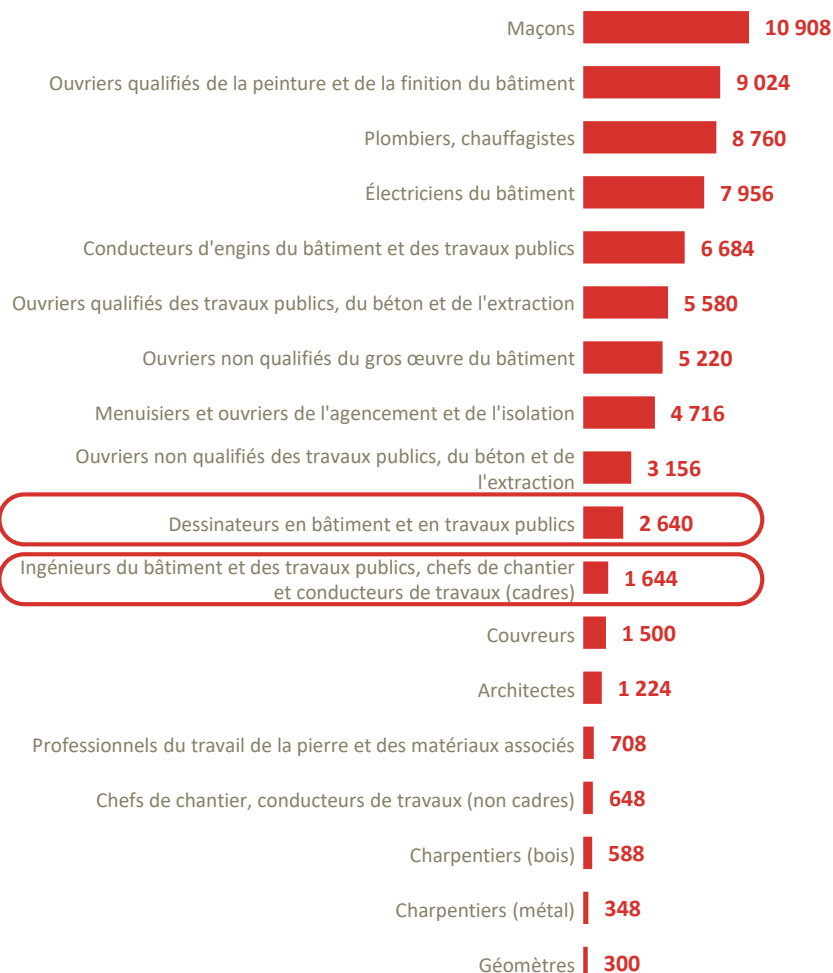 Maçons 10 908
Ouvriers qualifiés de la peinture et de la finition du bâtiment 9 024
Plombiers, chauffagistes 8 760
Électriciens du bâtiment 7 956
Conducteurs d'engins du bâtiment et des travaux publics 6 684
Ouvriers qualifiés des travaux publics, du béton et de l'extraction 5 580
Ouvriers non qualifiés du gros œuvre du bâtiment 5 220
Menuisiers et ouvriers de l'agencement et de l'isolation 4 716
Ouvriers non qualifiés des travaux publics, du béton et de
l'extraction 3 156
Dessinateurs en bâtiment et en travaux publics 2 640
Ingénieurs du bâtiment et des travaux publics, chefs de chantier
et conducteurs de travaux (cadres) 1 644
Couvreurs 1 500
Architectes 1 224
Professionnels du travail de la pierre et des matériaux associés 708
Chefs de chantier, conducteurs de travaux (non cadres) 648
Charpentiers (bois) 588
Charpentiers (métal) 348
Géomètres 300